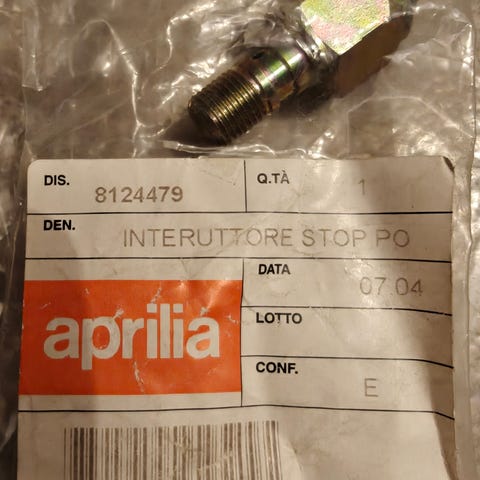 DIS. 8124479 Q.TÀ 1
DEN. INTERUTTORE STOP PO
DATA 07.04
aprilia
LOTTO
CONF. E